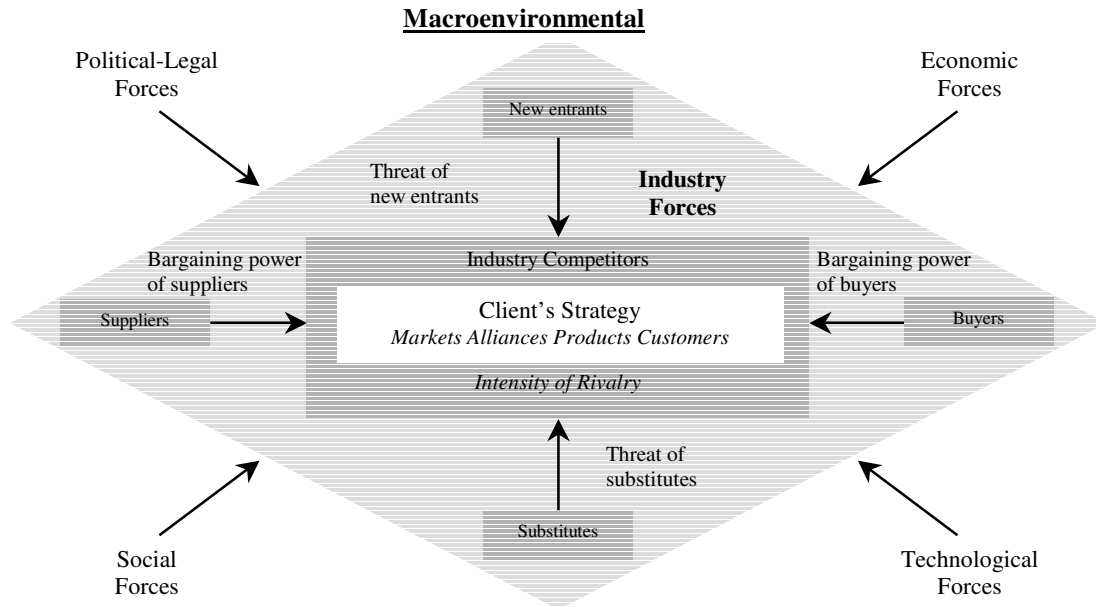 Macroenvironmental
Political-Legal
Forces
Economic
Forces
New entrants
Threat of
new entrants
Industry
Forces
Bargaining power
of suppliers
Industry Competitors
Bargaining power
of buyers
Suppliers
Client's Strategy
Markets Alliances Products Customers
Buyers
Intensity of Rivalry
Threat of
substitutes
Substitutes
Social
Forces
Technological
Forces